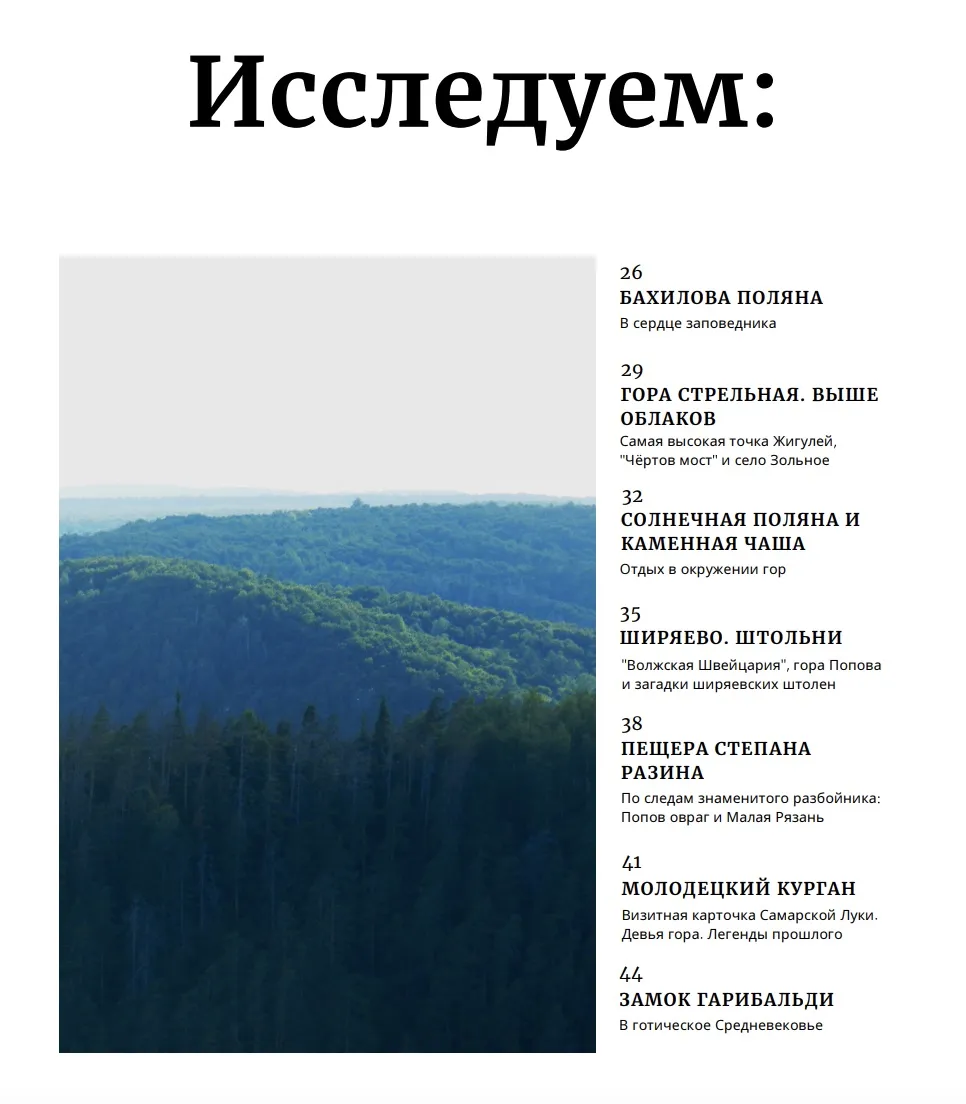 Исследуем:
26
БАХИЛОВА ПОЛЯНА
В сердце заповедника
29
ГОРА СТРЕЛЬНАЯ. ВЫШЕ
ОБЛАКОВ
Самая высокая точка Жигулей,
"Чёртов мост" и село Зольное
32
СОЛНЕЧНАЯ ПОЛЯНА И
КАМЕННАЯ ЧАША
Отдых в окружении гор
35
ШИРЯЕВО. ШТОЛЬНИ
"Волжская Швейцария", гора Попова
и загадки ширяевских штолен
38
ПЕЩЕРА СТЕПАНА
РАЗИНА
По следам знаменитого разбойника:
Попов овраг и Малая Рязань
41
МОЛОДЕЦКИЙ КУРГАН
Визитная карточка Самарской Луки.
Девья гора. Легенды прошлого
44
ЗАМОК ГАРИБАЛЬДИ
В готическое Средневековье